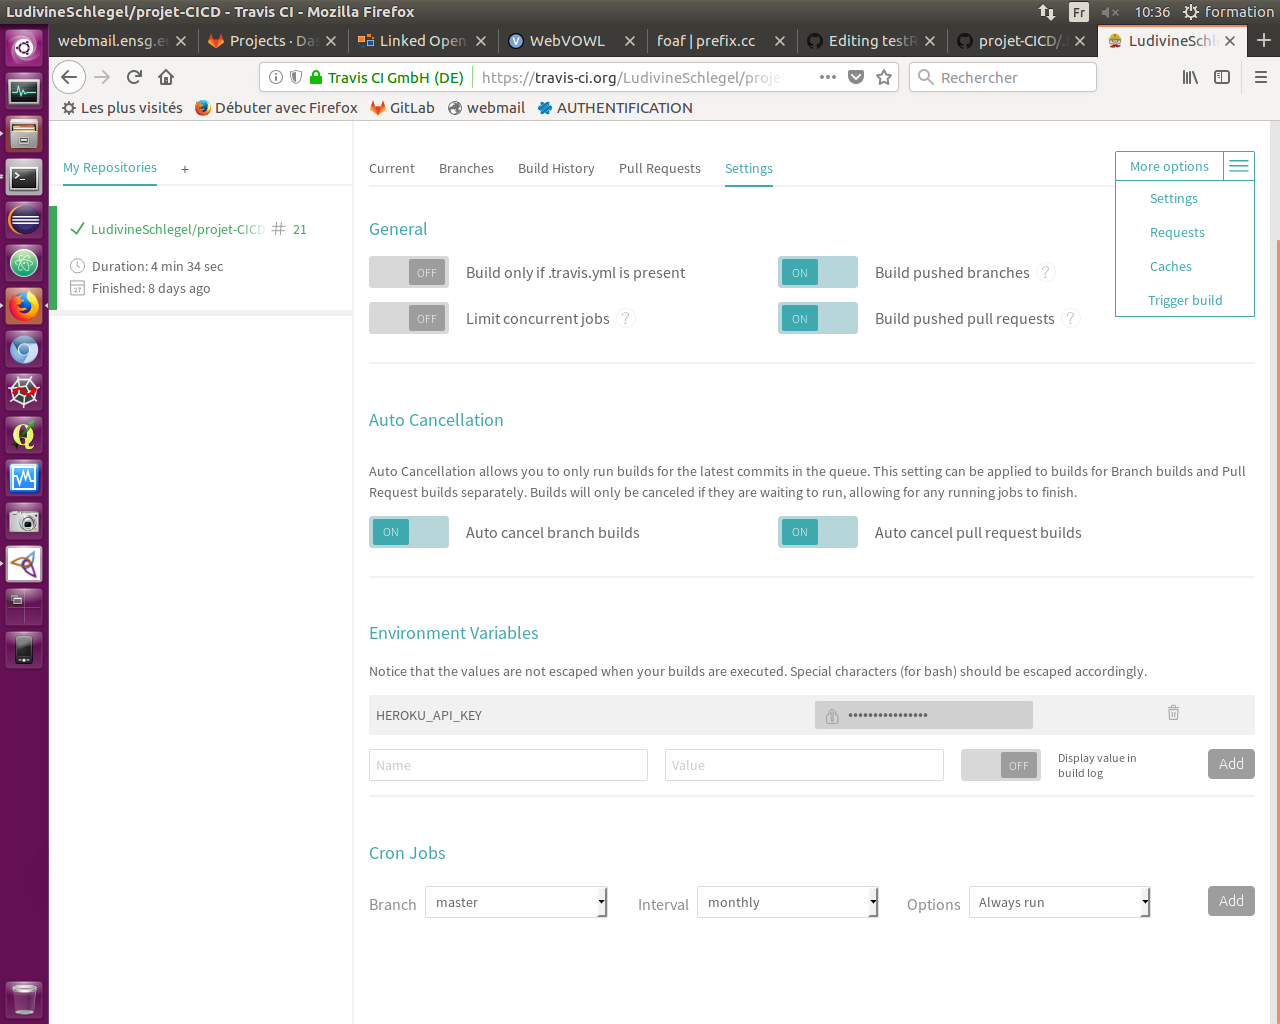 LudivineSchlegel/projet-CICD - Travis CI - Mozilla Firefox
Fr 10:36 formation
webmail.ensg.e
Projects · Da
Linked Open
WebVOWL
foaf | prefix.cc
Editing test
projet-CICD/
LudivineSchl
Travis CI GmbH (DE) https://travis-ci.org/LudivineSchlegel/proje
Rechercher
Les plus visités Débuter avec Firefox GitLab webmail AUTHENTIFICATION
My Repositories +
LudivineSchlegel/projet-CICD # 21
Duration: 4 min 34 sec
27 Finished: 8 days ago
Current Branches Build History Pull Requests Settings
More options
Settings
Requests
Caches
Trigger build
General
OFF Build only if .travis.yml is present
ON Build pushed branches ?
OFF Limit concurrent jobs ?
ON Build pushed pull requests ?
Auto Cancellation
Auto Cancellation allows you to only run builds for the latest commits in the queue. This setting can be applied to builds for Branch builds and Pull
Request builds separately. Builds will only be canceled if they are waiting to run, allowing for any running jobs to finish.
ON Auto cancel branch builds
ON Auto cancel pull request builds
Environment Variables
Notice that the values are not escaped when your builds are executed. Special characters (for bash) should be escaped accordingly.
HEROKU_API_KEY ••••••••••••••••
Name Value OFF Display value in
build log
Add
Cron Jobs
Branch master Interval monthly Options Always run Add